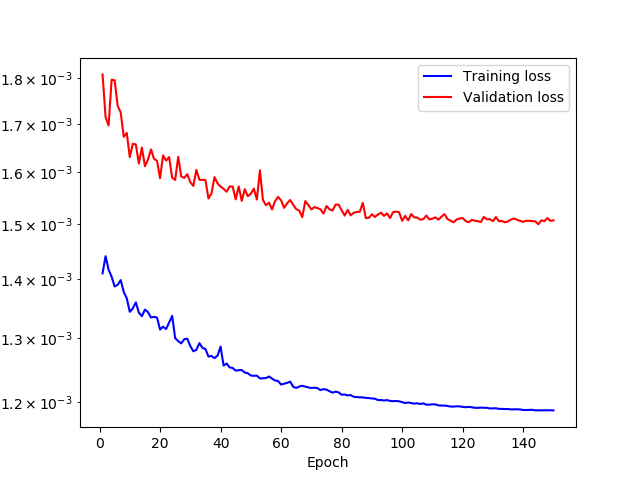 Training loss
Validation loss
1.8 × 10⁻³
1.7 × 10⁻³
1.6 × 10⁻³
1.5 × 10⁻³
1.4 × 10⁻³
1.3 × 10⁻³
1.2 × 10⁻³
0 20 40 60 80 100 120 140
Epoch